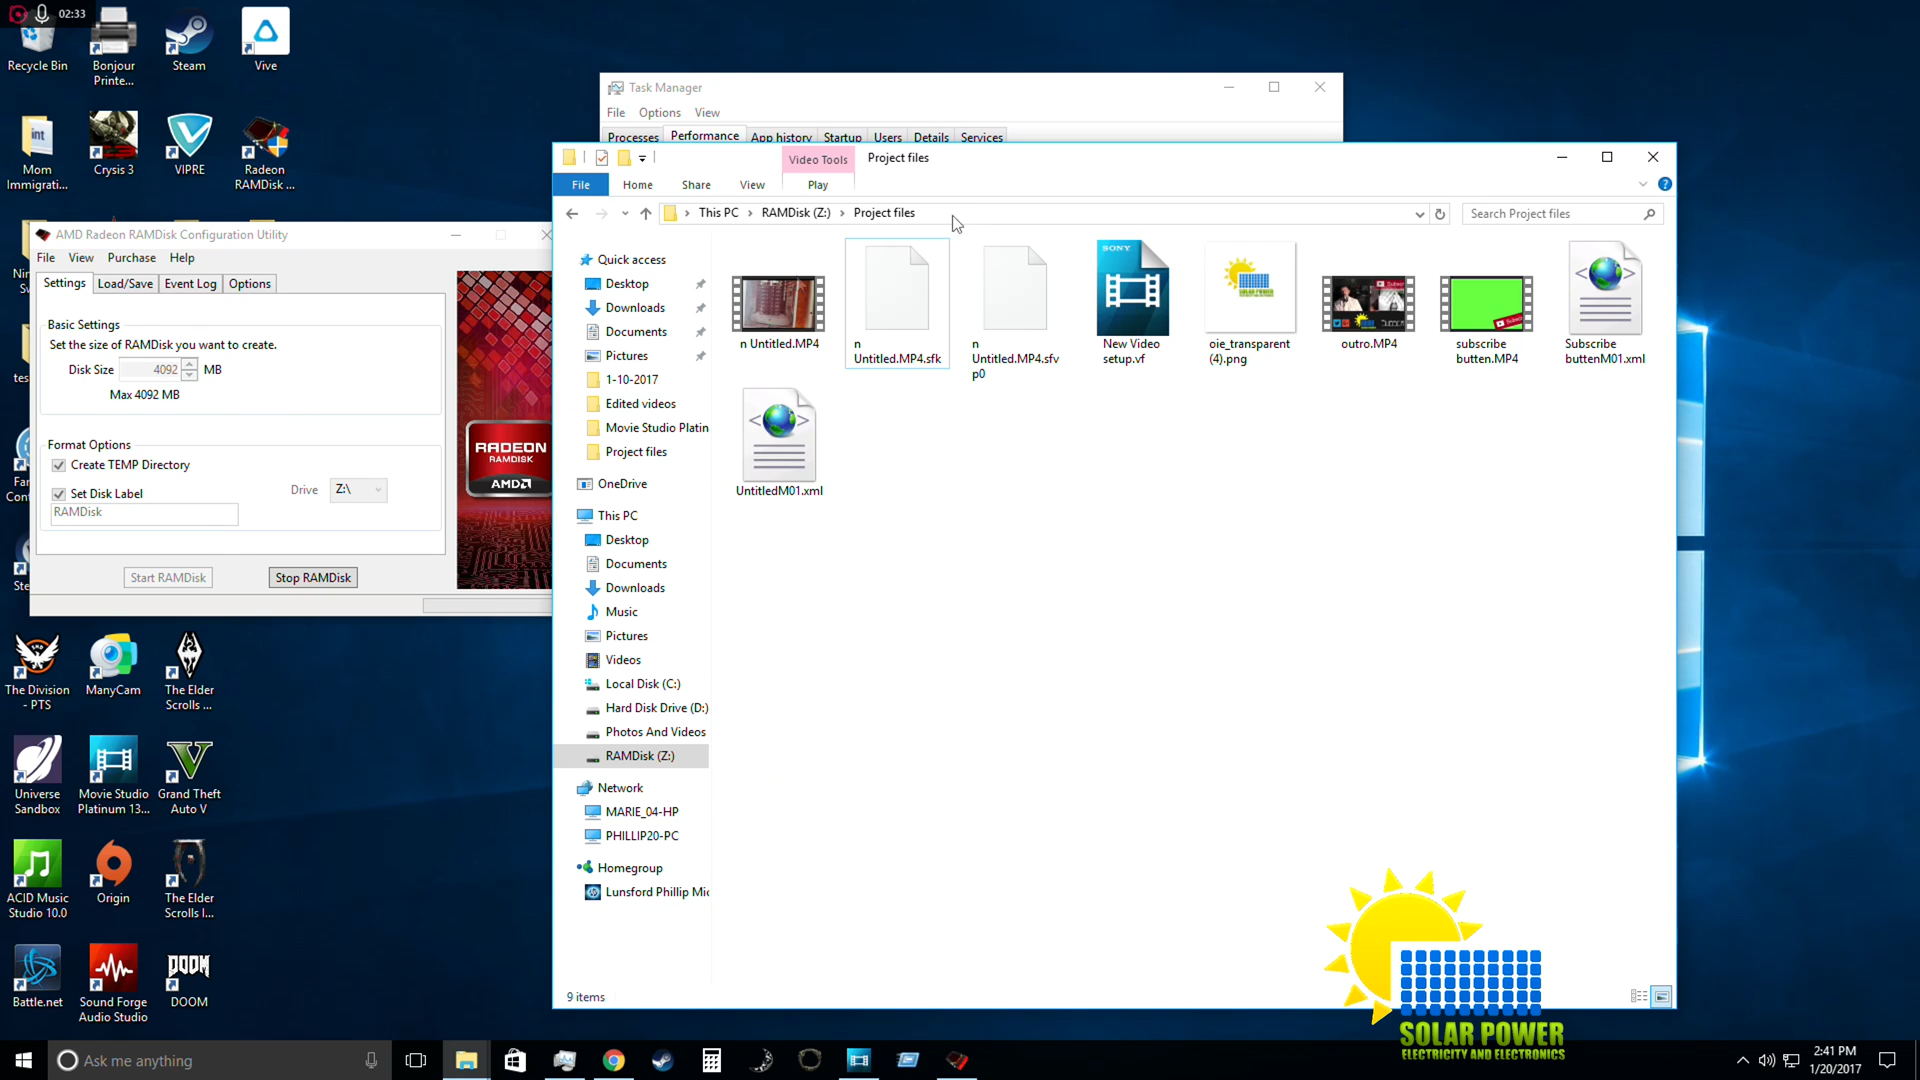 02:33
Recycle Bin
Bonjour
Printe...
Steam
Vive
int
Mom
Immigrati...
Crysis 3
VIPRE
Radeon
RAMDisk ...
Task Manager
File Options View
Processes Performance App history Startup Users Details Services
Video Tools Project files
File Home Share View Play
This PC RAMDisk (Z:) Project files
Search Project files
AMD Radeon RAMDisk Configuration Utility
File View Purchase Help
Settings Load/Save Event Log Options
Basic Settings
Set the size of RAMDisk you want to create.
Disk Size 4092 MB
Max 4092 MB
Format Options
Create TEMP Directory
Set Disk Label
Drive Z:\
RAMDisk
Start RAMDisk Stop RAMDisk
RADEON
RAMDISK
AMD
Quick access
Desktop
Downloads
Documents
Pictures
1-10-2017
Edited videos
Movie Studio Platin
Project files
OneDrive
This PC
Desktop
Documents
Downloads
Music
Pictures
Videos
Local Disk (C:)
Hard Disk Drive (D:)
Photos And Videos
RAMDisk (Z:)
Network
MARIE_04-HP
PHILLIP20-PC
Homegroup
Lunsford Phillip Mic
n Untitled.MP4
n
Untitled.MP4.sfk
n
Untitled.MP4.sfv
p0
SONY
New Video
setup.vf
oie_transparent
(4).png
outro.MP4
subscribe
butten.MP4
Subscribe
buttenM01.xml
UntitledM01.xml
9 items
Nin
Sv
tes
Far
Con
Ste
The Division
- PTS
ManyCam
The Elder
Scrolls ...
Universe
Sandbox
Movie Studio
Platinum 13...
Grand Theft
Auto V
ACID Music
Studio 10.0
Origin
The Elder
Scrolls I...
Battle.net
Sound Forge
Audio Studio
DOOM
DOOM
SOLAR POWER
ELECTRICITY AND ELECTRONICS
Ask me anything
2:41 PM
1/20/2017